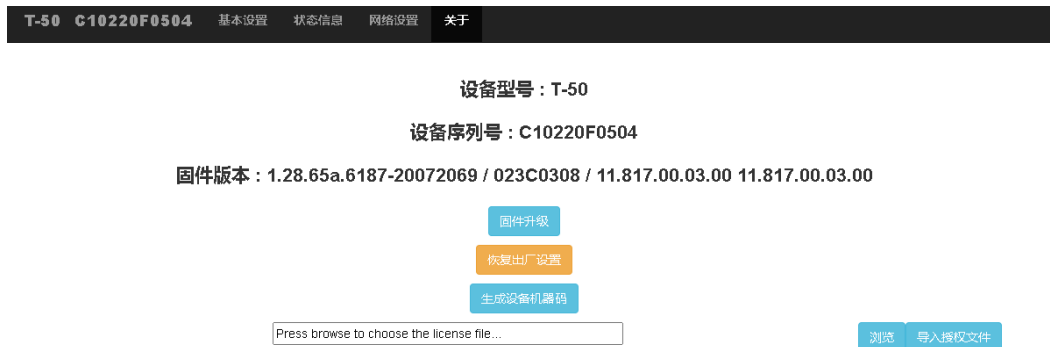 T-50 C10220F0504 基本设置 状态信息 网络设置 关于
设备型号 : T-50
设备序列号 : C10220F0504
固件版本 : 1.28.65a.6187-20072069 / 023C0308 / 11.817.00.03.00 11.817.00.03.00
固件升级
恢复出厂设置
生成设备机器码
Press browse to choose the license file... 浏览 导入授权文件